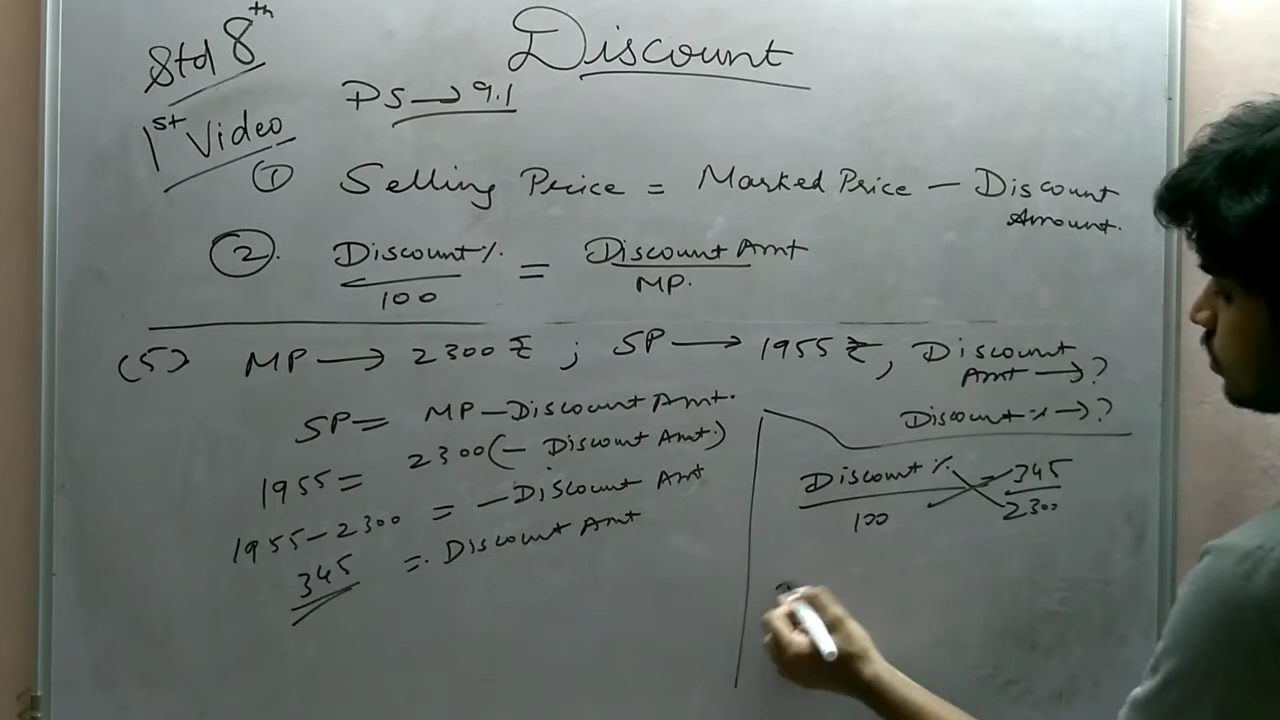 Std 8th
Discount
PS → 9.1
1st Video
① Selling Price = Marked Price - Discount Amount.
②. Discount% / 100 = Discount Amt / MP.
(5) MP → 2300 ₹ ; SP → 1955 ₹, Discount Amt → ?
Discount % → ?
SP = MP - Discount Amt.
1955 = 2300 (- Discount Amt.)
1955 - 2300 = - Discount Amt
345 = Discount Amt
Discount % / 100 = 345 / 2300